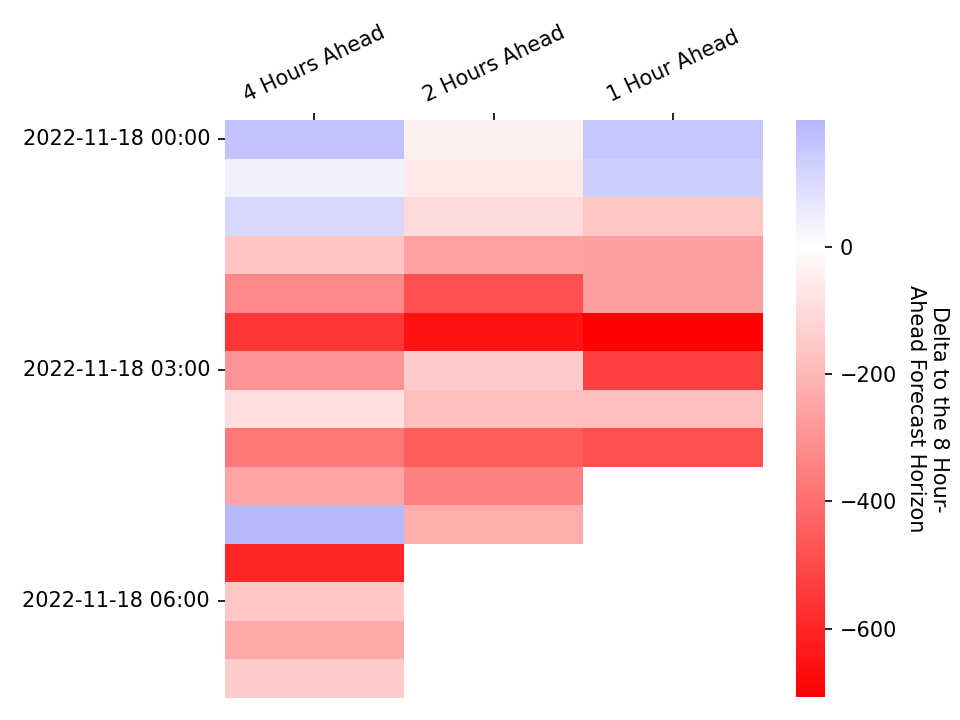 4 Hours Ahead
2 Hours Ahead
1 Hour Ahead
2022-11-18 00:00
2022-11-18 03:00
2022-11-18 06:00
0
−200
−400
−600
Delta to the 8 Hour-
Ahead Forecast Horizon